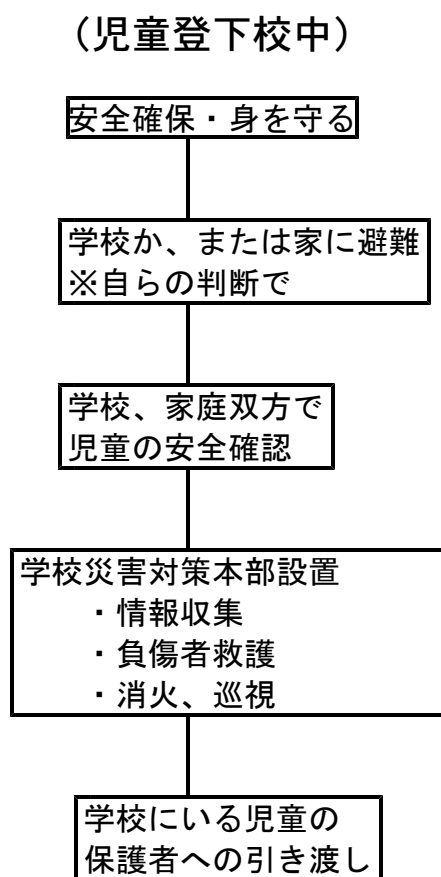 （児童登下校中）
安全確保・身を守る
学校か、または家に避難
※自らの判断で
学校、家庭双方で
児童の安全確認
学校災害対策本部設置
・情報収集
・負傷者救護
・消火、巡視
学校にいる児童の
保護者への引き渡し